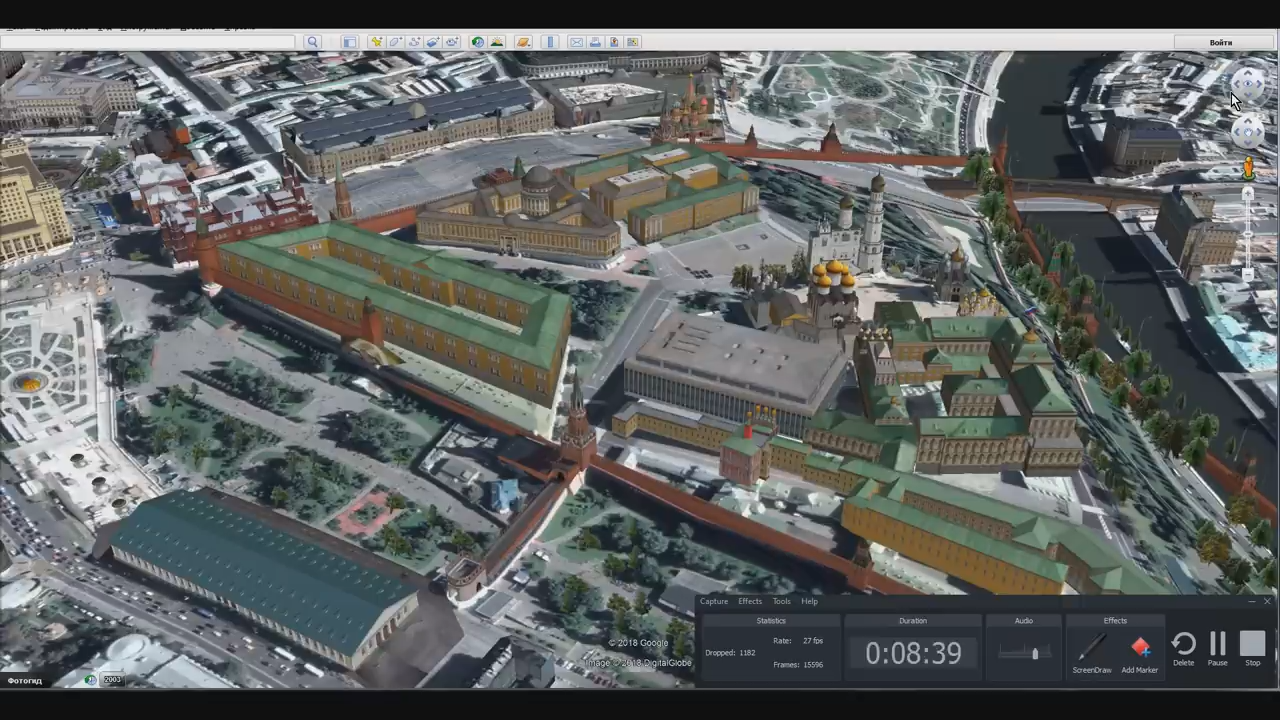 Войти
© 2018 Google
Image © 2018 DigitalGlobe
Фотогид
2003
Capture Effects Tools Help
Statistics
Duration
Audio
Effects
Rate: 27 fps
Dropped: 1182
Frames: 15596
0:08:39
ScreenDraw
Add Marker
Delete
Pause
Stop